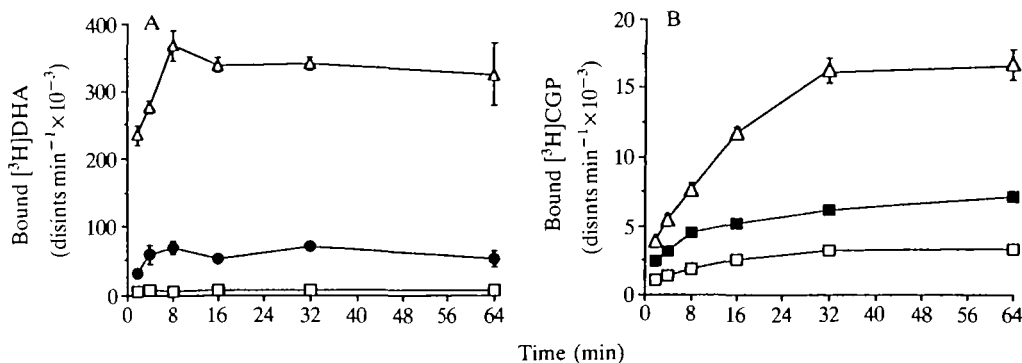 A
Bound [³H]DHA
(disints min⁻¹ × 10⁻³)
400
300
200
100
0
0 8 16 24 32 40 48 56 64
B
Bound [³H]CGP
(disints min⁻¹ × 10⁻³)
20
15
10
5
0
0 8 16 24 32 40 48 56 64
Time (min)